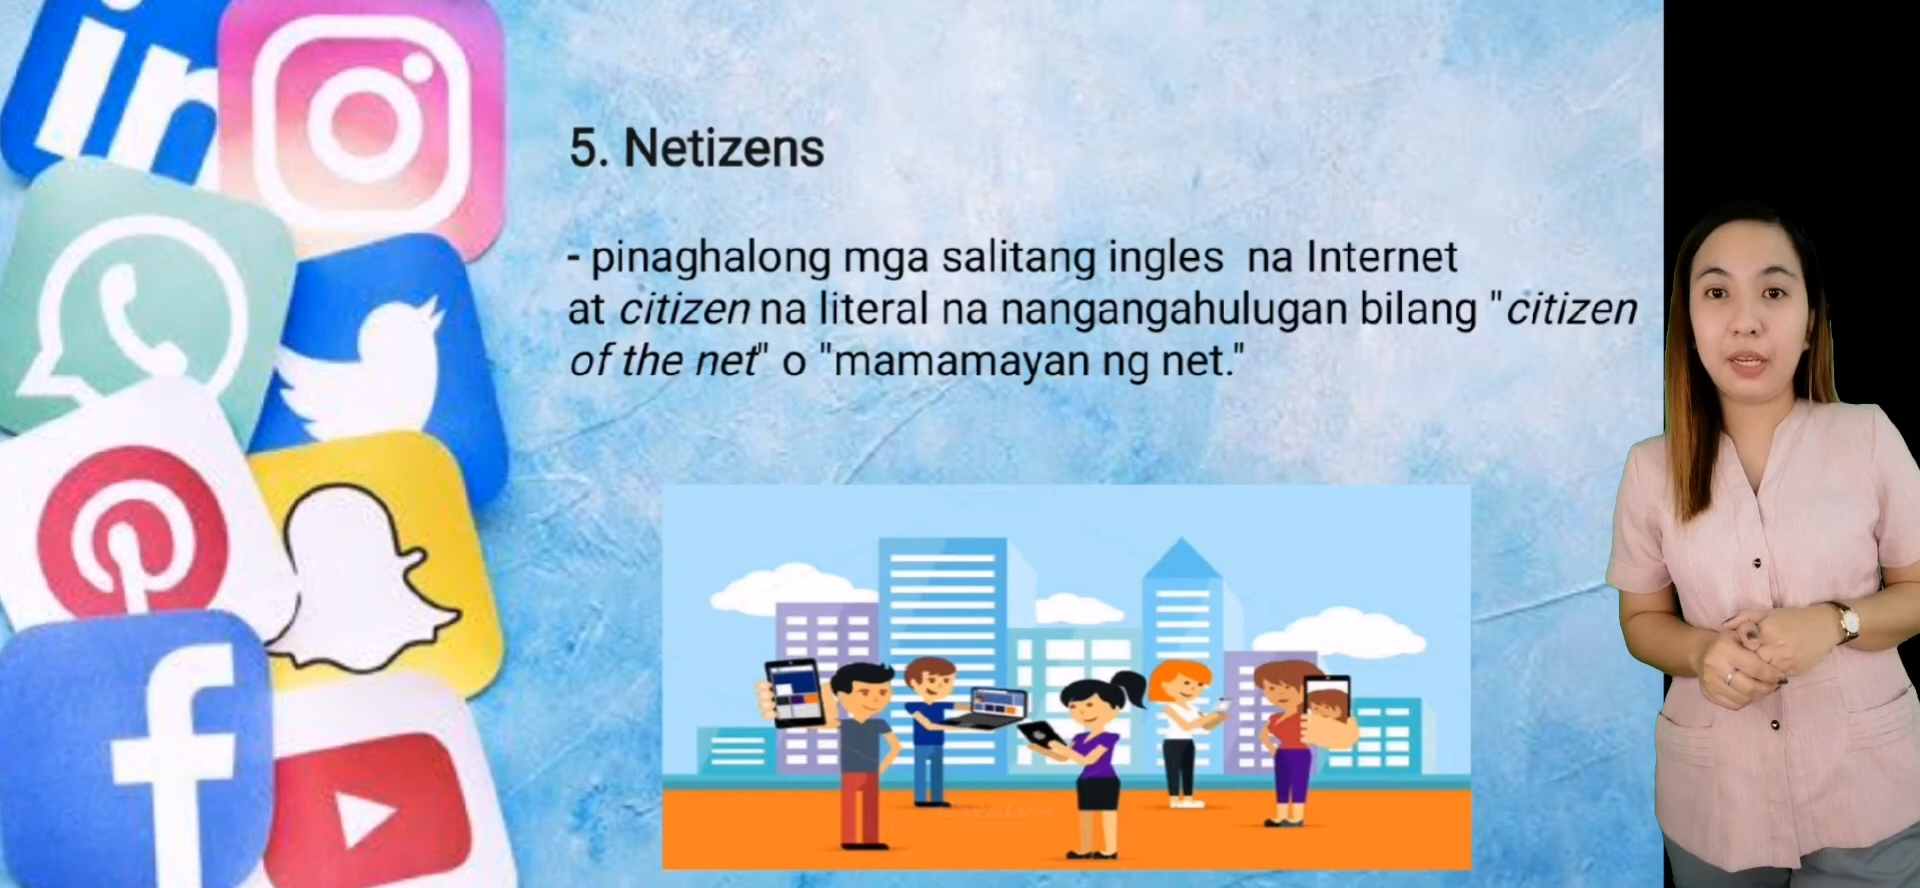 in
5. Netizens
- pinaghalong mga salitang ingles na Internet
at citizen na literal na nangangahulugan bilang "citizen
of the net" o "mamamayan ng net."